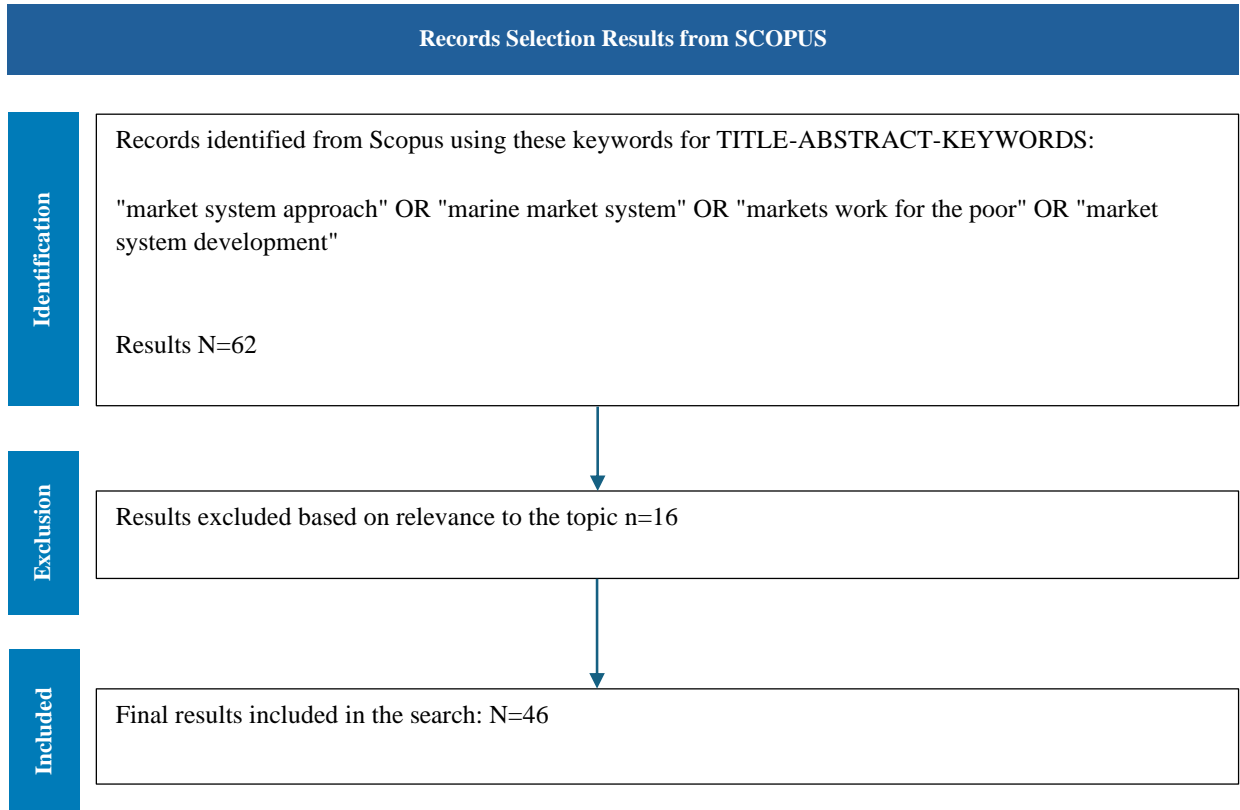 Records Selection Results from SCOPUS
Identification
Records identified from Scopus using these keywords for TITLE-ABSTRACT-KEYWORDS:
"market system approach" OR "marine market system" OR "markets work for the poor" OR "market
system development"
Results N=62
Exclusion
Results excluded based on relevance to the topic n=16
Included
Final results included in the search: N=46